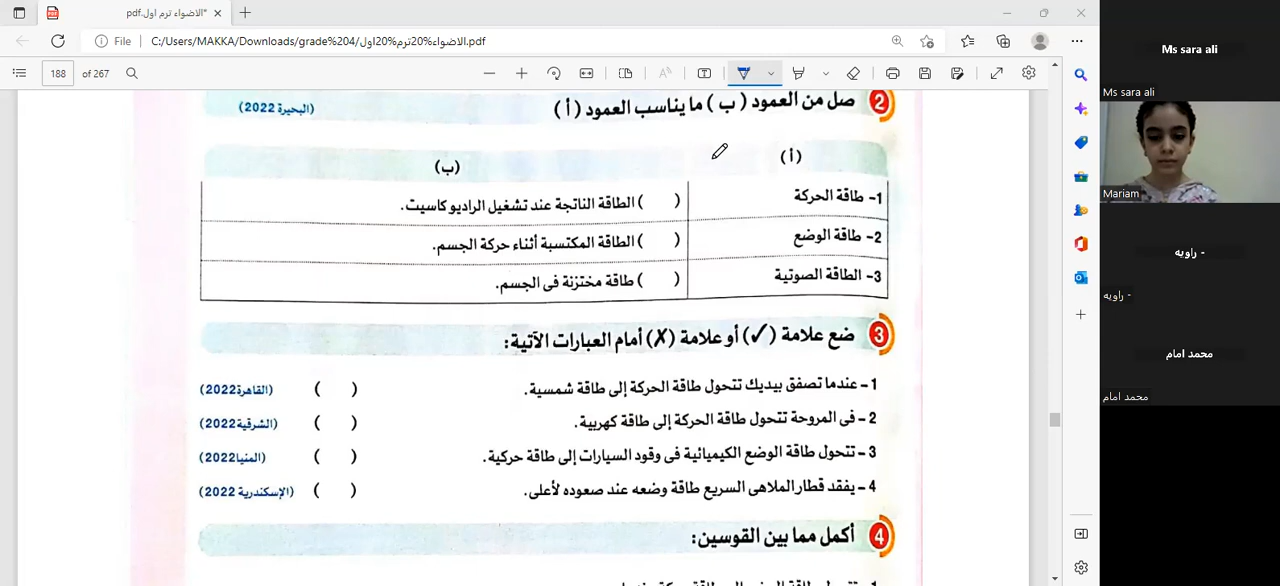 الاضواء ترم اول.pdf*
File
C:/Users/MAKKA/Downloads/grade%204/الاضواء%20ترم%20اول.pdf
188 of 267
Ms sara ali
Ms sara ali
Mariam
راويه -
راويه -
محمد امام
محمد امام
2 صل من العمود (ب) ما يناسب العمود (أ) (البحيرة 2022)
(أ) (ب)
1- طاقة الحركة ( ) الطاقة الناتجة عند تشغيل الراديو كاسيت.
2- طاقة الوضع ( ) الطاقة المكتسبة أثناء حركة الجسم.
3- الطاقة الصوتية ( ) طاقة مختزنة فى الجسم.
3 ضع علامة (✓) أو علامة (✗) أمام العبارات الآتية:
1- عندما تصفق بيديك تتحول طاقة الحركة إلى طاقة شمسية. ( ) (القاهرة2022)
2- فى المروحة تتحول طاقة الحركة إلى طاقة كهربية. ( ) (الشرقية2022)
3- تتحول طاقة الوضع الكيميائية فى وقود السيارات إلى طاقة حركية. ( ) (المنيا2022)
4- يفقد قطار الملاهى السريع طاقة وضعه عند صعوده لأعلى. ( ) (الإسكندرية 2022)
4 أكمل مما بين القوسين: